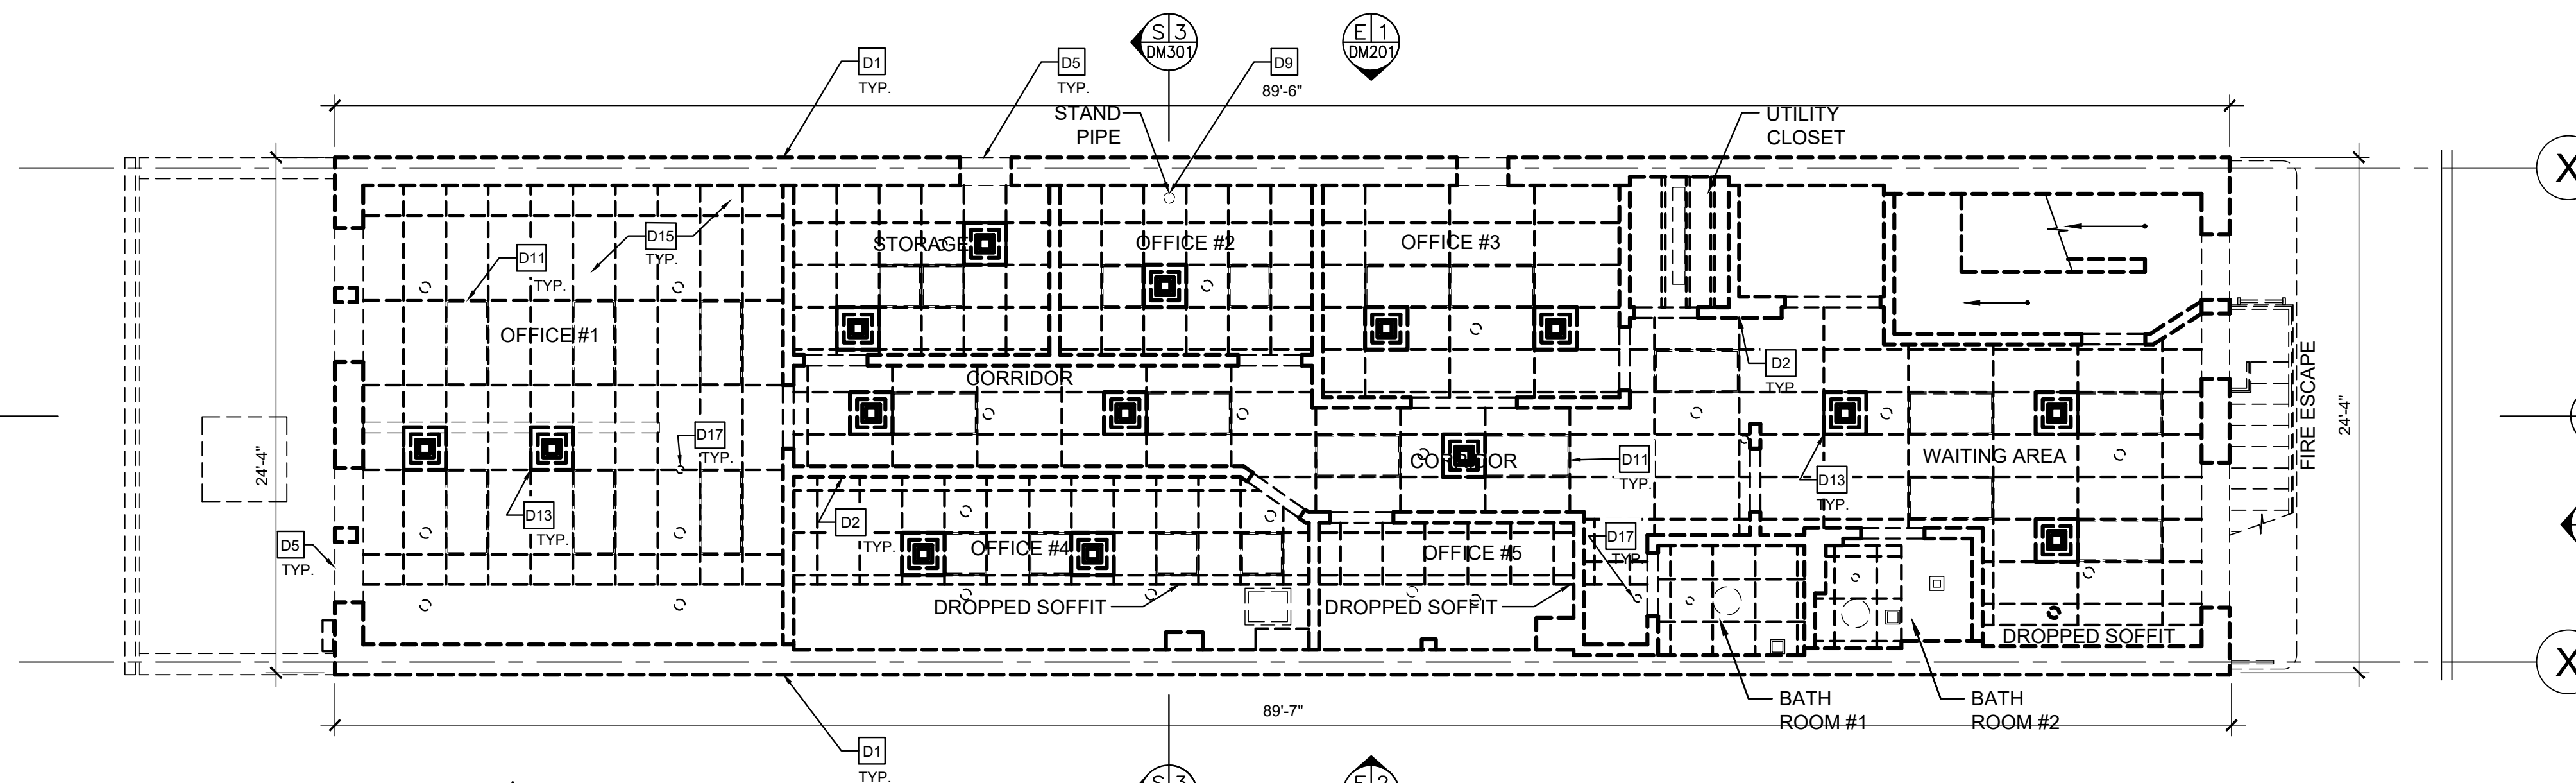 S 3
DM301
E 1
DM201
D1
TYP.
D5
TYP.
D9
89'-6"
STAND
PIPE
UTILITY
CLOSET
X
D15
TYP.
D11
TYP.
STORAGE
OFFICE #2
OFFICE #3
OFFICE #1
CORRIDOR
D2
TYP.
FIRE ESCAPE
24'-4"
24'-4"
D17
TYP.
CORRIDOR
D11
TYP.
WAITING AREA
D13
TYP.
D13
TYP.
D2
TYP.
D17
TYP.
D5
TYP.
OFFICE #4
OFFICE #5
DROPPED SOFFIT
DROPPED SOFFIT
DROPPED SOFFIT
X
BATH
ROOM #1
BATH
ROOM #2
89'-7"
D1
TYP.
S 3
E 2